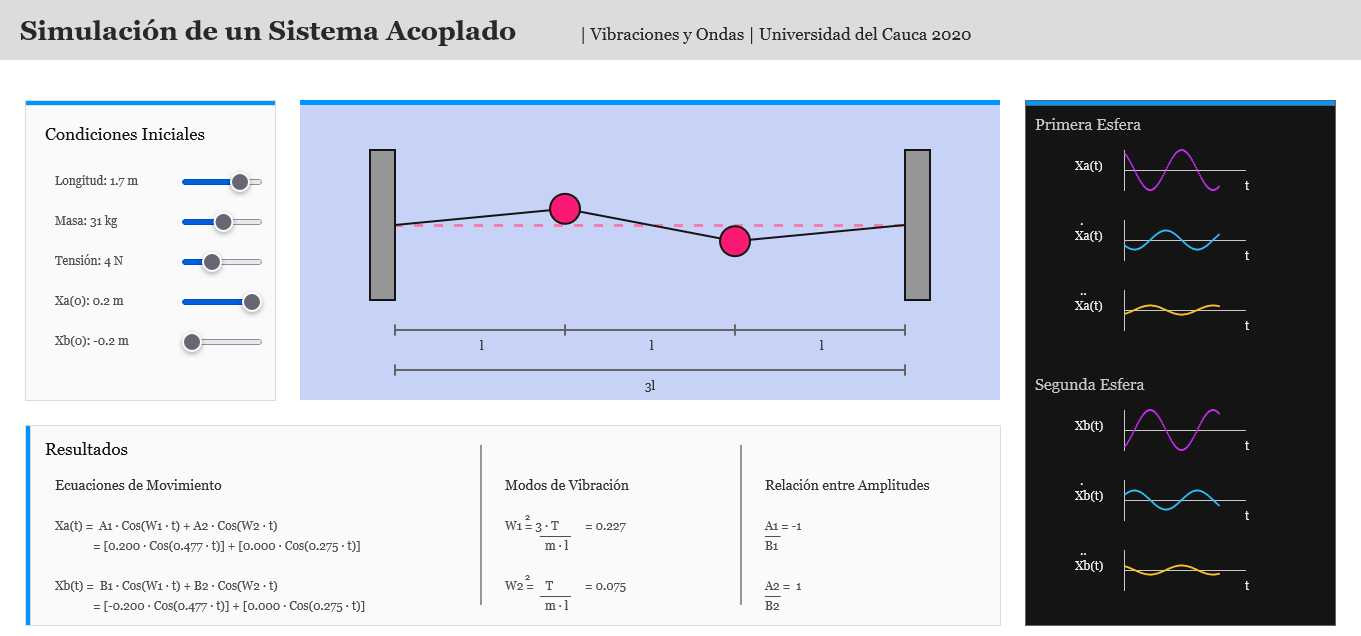 Simulación de un Sistema Acoplado | Vibraciones y Ondas | Universidad del Cauca 2020
Condiciones Iniciales
Longitud: 1.7 m
Masa: 31 kg
Tensión: 4 N
Xa(0): 0.2 m
Xb(0): -0.2 m
l l l
3l
Primera Esfera
Xa(t)
t
Ẋa(t)
t
Ẍa(t)
t
Segunda Esfera
Xb(t)
t
Ẋb(t)
t
Ẍb(t)
t
Resultados
Ecuaciones de Movimiento
Xa(t) = A1 · Cos(W1 · t) + A2 · Cos(W2 · t)
= [0.200 · Cos(0.477 · t)] + [0.000 · Cos(0.275 · t)]
Xb(t) = B1 · Cos(W1 · t) + B2 · Cos(W2 · t)
= [-0.200 · Cos(0.477 · t)] + [0.000 · Cos(0.275 · t)]
Modos de Vibración
W1² = 3 · T = 0.227
m · l
W2² = T = 0.075
m · l
Relación entre Amplitudes
A1 = -1
B1
A2 = 1
B2